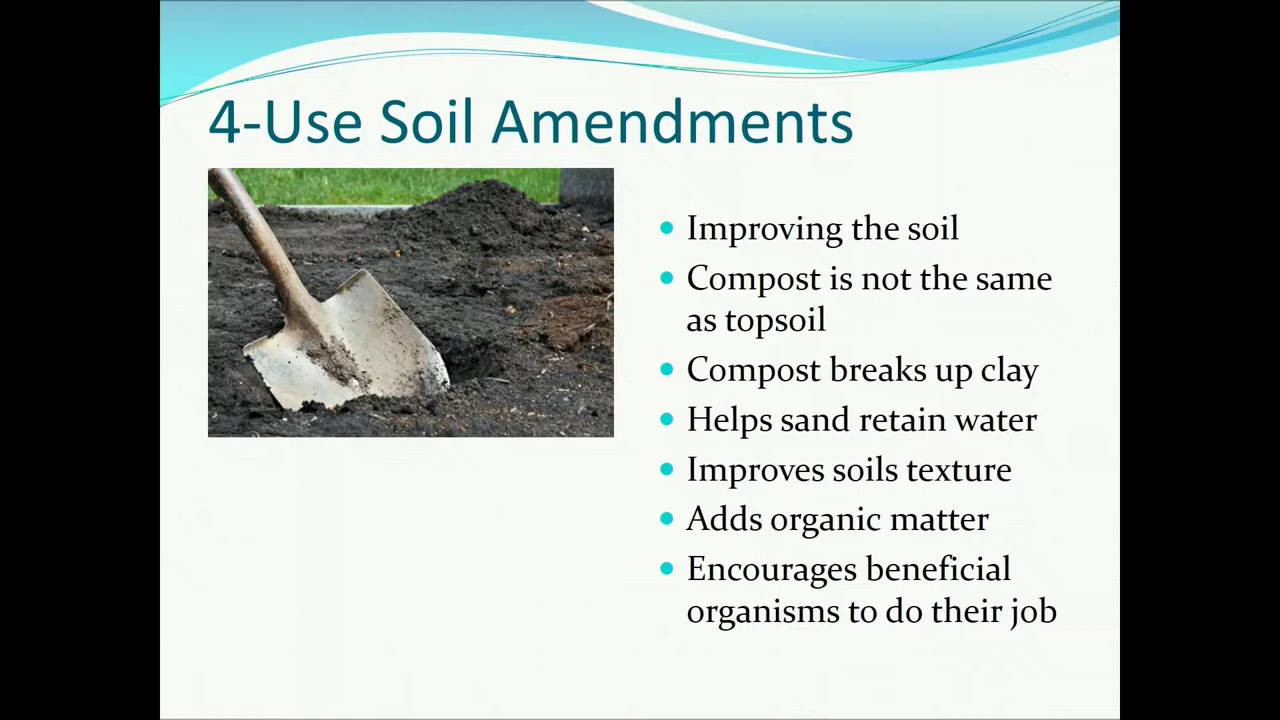 4-Use Soil Amendments
Improving the soil
Compost is not the same
as topsoil
Compost breaks up clay
Helps sand retain water
Improves soils texture
Adds organic matter
Encourages beneficial
organisms to do their job